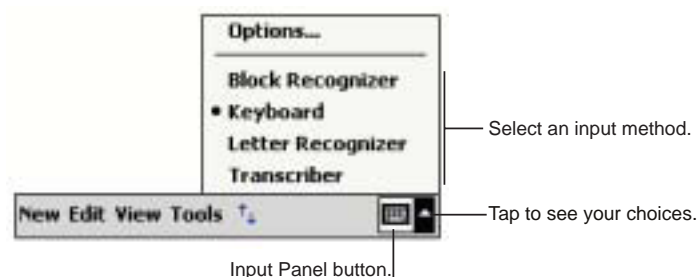 Options...
Block Recognizer
• Keyboard
Letter Recognizer
Transcriber
Select an input method.
New Edit View Tools
Tap to see your choices.
Input Panel button.